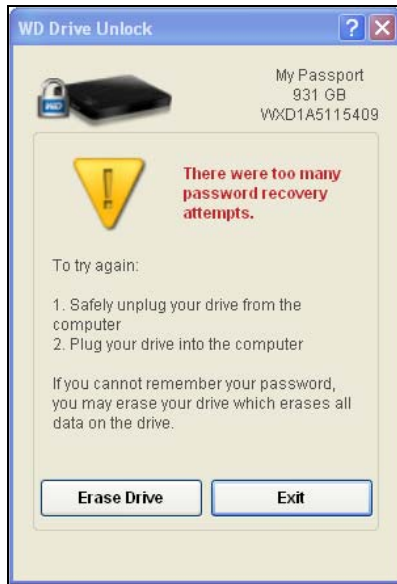 WD Drive Unlock
My Passport
931 GB
WXD1A5115409
WD
There were too many
password recovery
attempts.
To try again:
1. Safely unplug your drive from the
computer
2. Plug your drive into the computer
If you cannot remember your password,
you may erase your drive which erases all
data on the drive.
Erase Drive
Exit